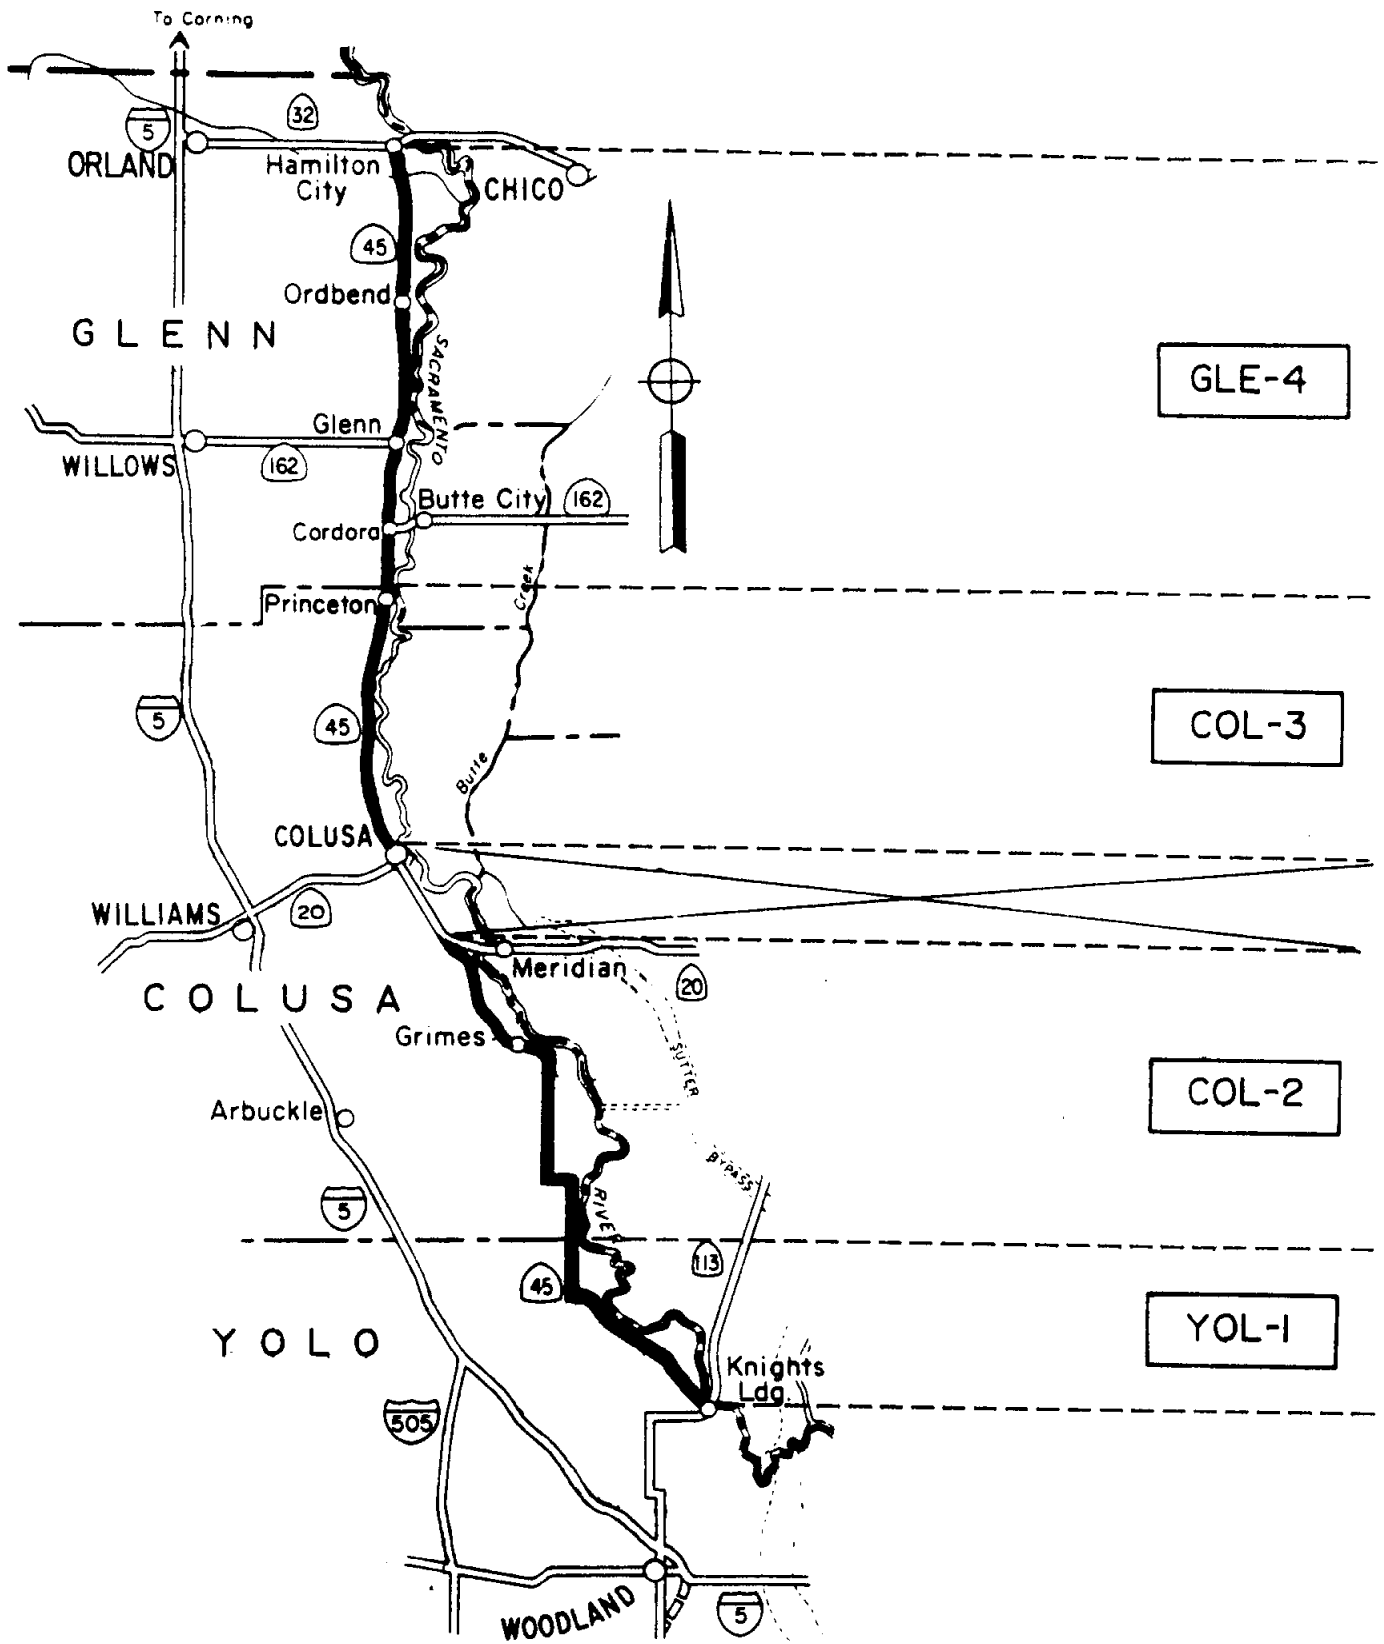 To Corning
32
5
ORLAND
Hamilton
City
CHICO
45
Ordbend
GLENN
SACRAMENTO
GLE-4
Glenn
WILLOWS
162
Butte City
162
Cordora
Creek
Princeton
5
45
COL-3
Butte
COLUSA
WILLIAMS
20
Meridian
20
COLUSA
Grimes
SUTTER
COL-2
Arbuckle
BYPASS
5
RIVER
113
45
YOL-1
YOLO
Knights
Ldg.
505
WOODLAND
5